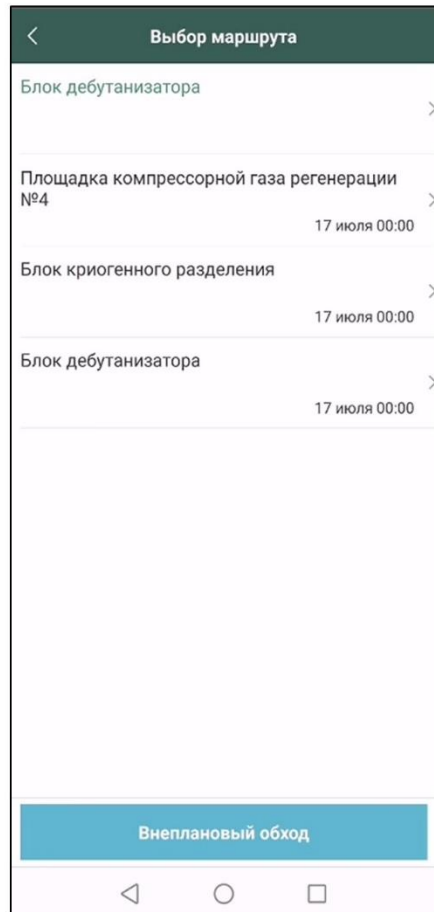 Выбор маршрута
Блок дебутанизатора
Площадка компрессорной газа регенерации
№4
17 июля 00:00
Блок криогенного разделения
17 июля 00:00
Блок дебутанизатора
17 июля 00:00
Внеплановый обход